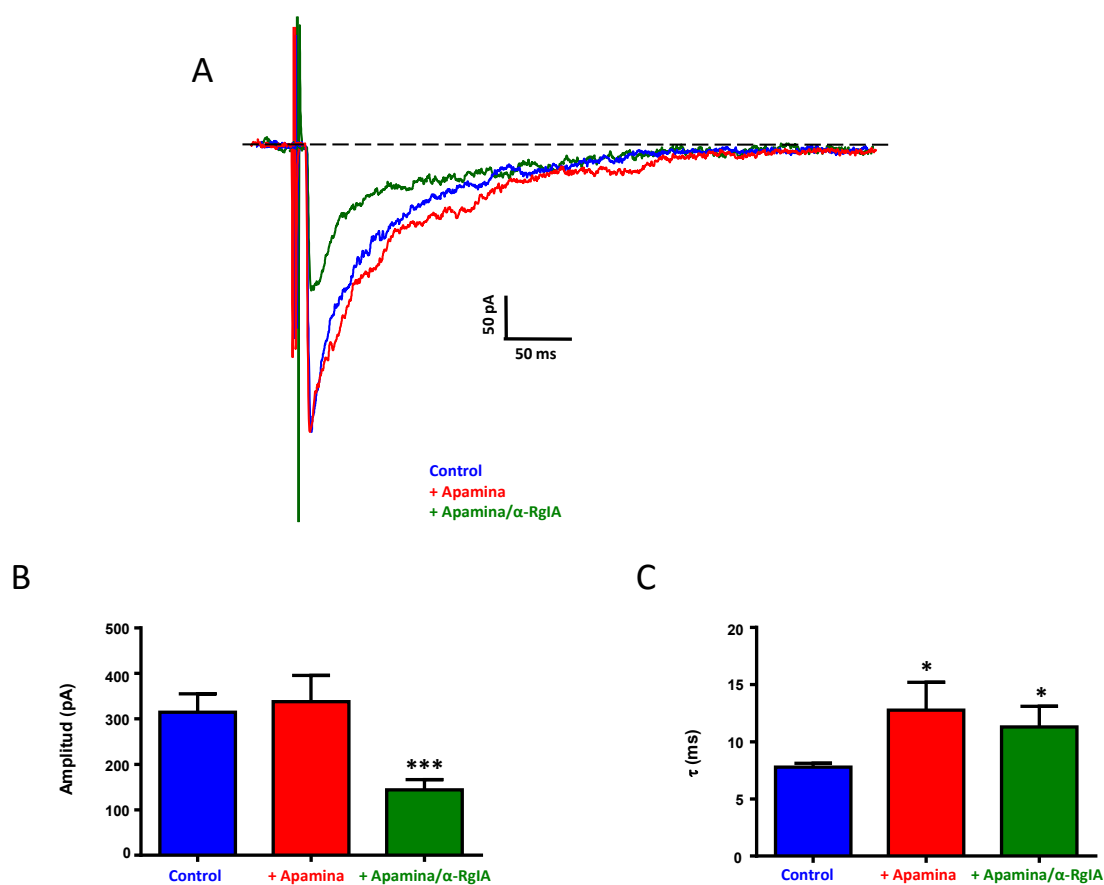 A
50 pA
50 ms
Control
+ Apamina
+ Apamina/α-RgIA
B
C
Amplitud (pA)
500
400
300
200
100
0
***
Control
+ Apamina
+ Apamina/α-RgIA
τ (ms)
20
15
10
5
0
*
*
Control
+ Apamina
+ Apamina/α-RgIA